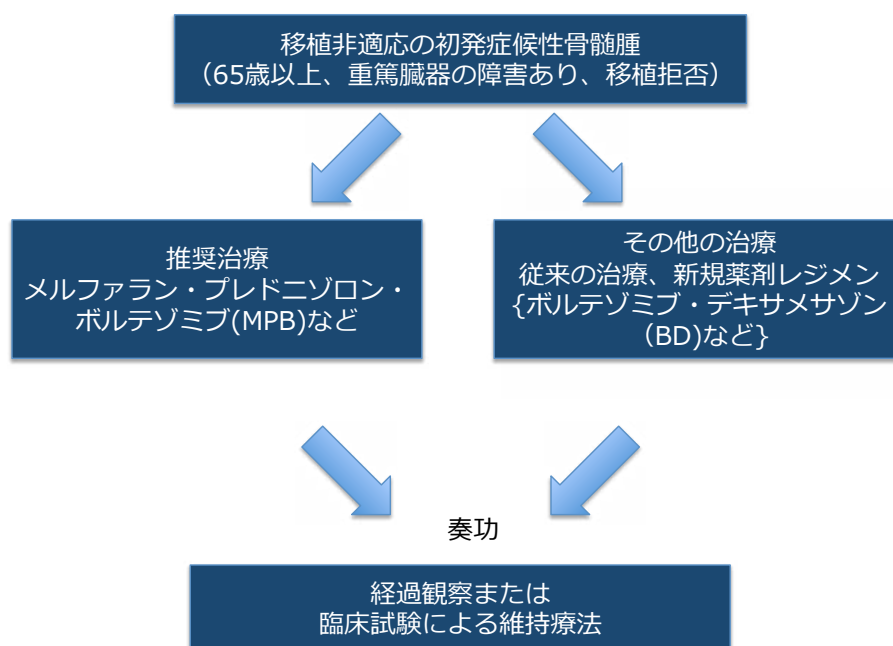 移植非適応の初発症候性骨髄腫
（65歳以上、重篤臓器の障害あり、移植拒否）
推奨治療
メルファラン・プレドニゾロン・
ボルテゾミブ(MPB)など
その他の治療
従来の治療、新規薬剤レジメン
{ボルテゾミブ・デキサメサゾン
（BD)など}
奏功
経過観察または
臨床試験による維持療法